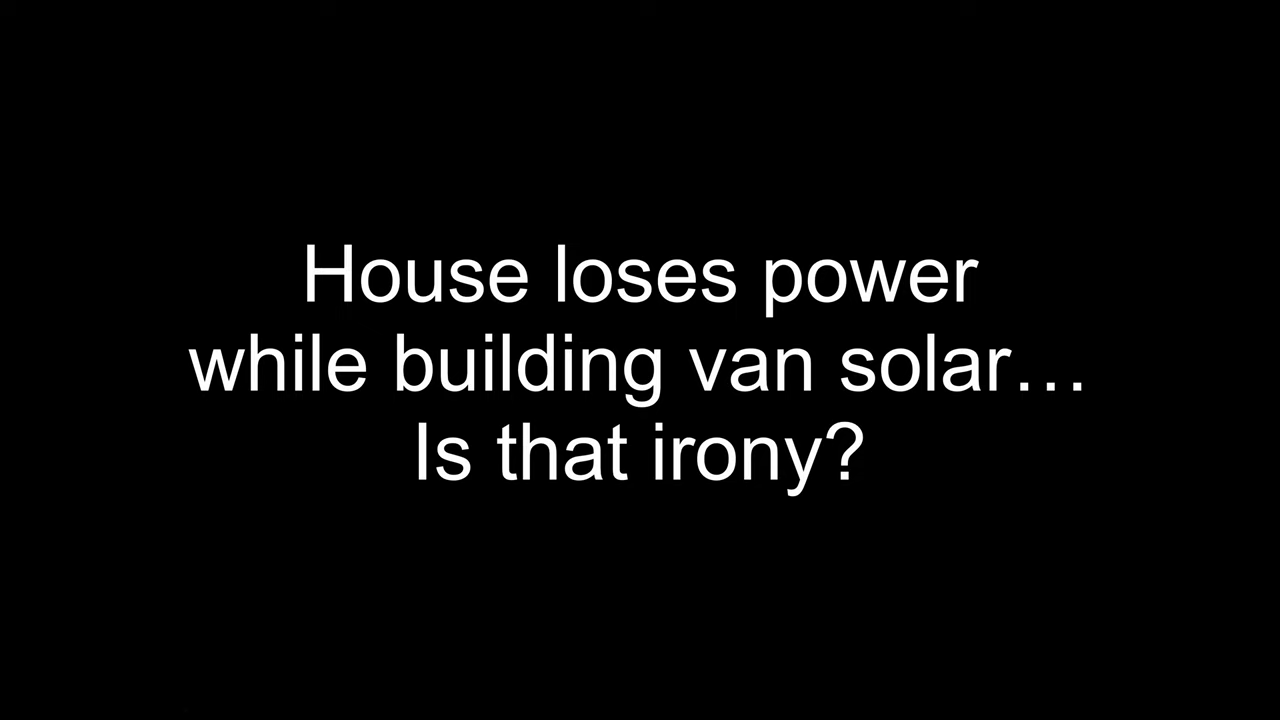 House loses power
while building van solar…
Is that irony?